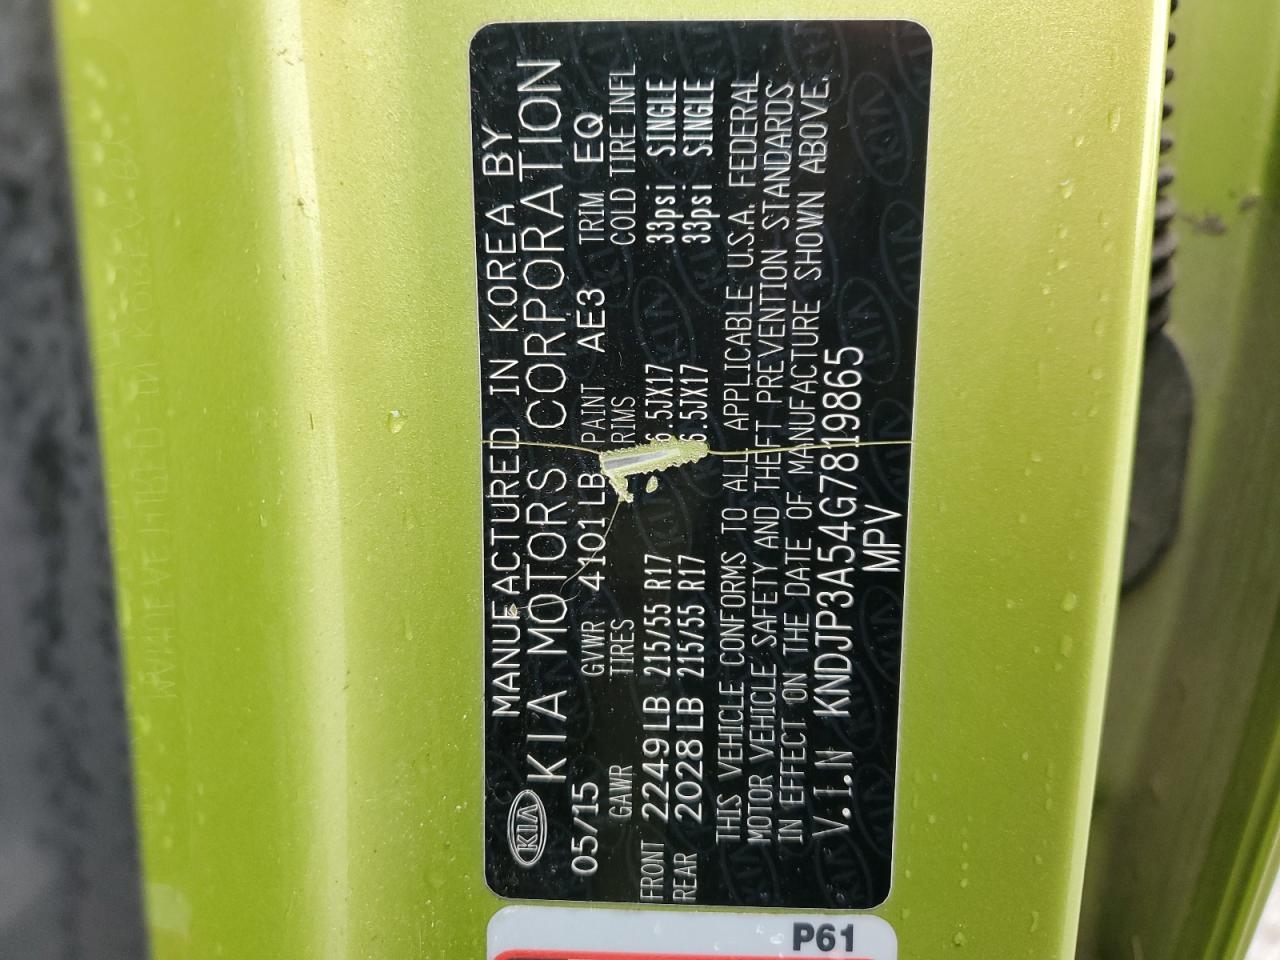 KIA
MANUFACTURED IN KOREA BY
KIA MOTORS CORPORATION
05/15 GVWR 4101LB PAINT AE3 TRIM EQ
GAWR TIRES RIMS COLD TIRE INFL
FRONT 2249LB 215/55 R17 6.5JX17 33psi SINGLE
REAR 2028LB 215/55 R17 6.5JX17 33psi SINGLE
THIS VEHICLE CONFORMS TO ALL APPLICABLE U.S.A. FEDERAL
MOTOR VEHICLE SAFETY AND THEFT PREVENTION STANDARDS
IN EFFECT ON THE DATE OF MANUFACTURE SHOWN ABOVE.
V.I.N KNDJP3A54G7819865
MPV
P61